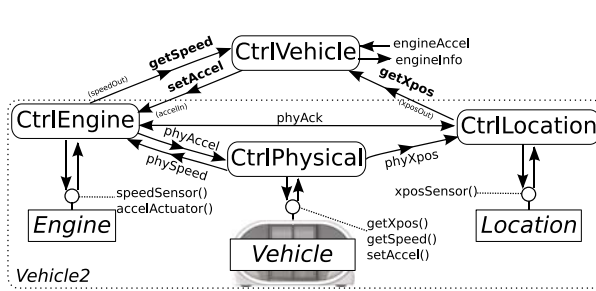 getSpeed
CtrlVehicle
engineAccel
engineInfo
setAccel
getXpos
(speedOut)
(accelIn)
(XposOut)
CtrlEngine
phyAck
CtrlLocation
phyAccel
phySpeed
CtrlPhysical
phyXpos
speedSensor()
accelActuator()
xposSensor()
Engine
Vehicle
getXpos()
getSpeed()
setAccel()
Location
Vehicle2